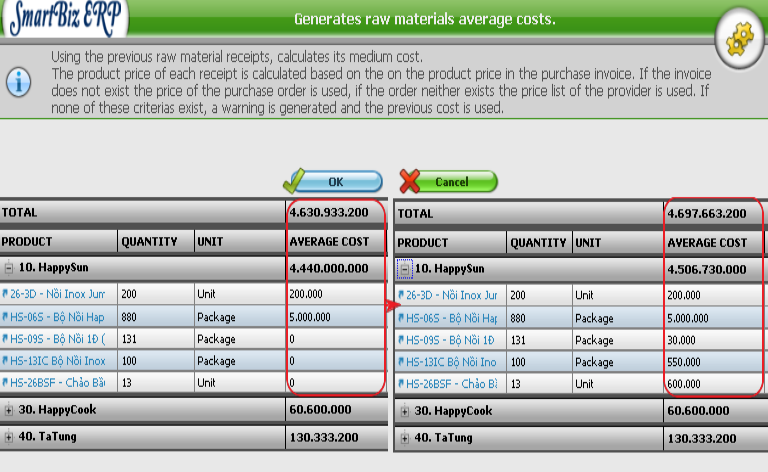 SmartBiz ERP
Generates raw materials average costs.
Using the previous raw material receipts, calculates its medium cost.
The product price of each receipt is calculated based on the on the product price in the purchase invoice. If the invoice
does not exist the price of the purchase order is used, if the order neither exists the price list of the provider is used. If
none of these criterias exist, a warning is generated and the previous cost is used.
OK
Cancel
TOTAL 4.630.933.200
PRODUCT QUANTITY UNIT AVERAGE COST
10. HappySun 4.440.000.000
26-3D - Nồi Inox Jum 200 Unit 200.000
HS-06S - Bộ Nồi Hap 880 Package 5.000.000
HS-09S - Bộ Nồi 1Đ ( 131 Package 0
HS-13IC Bộ Nồi Inox 100 Package 0
HS-26BSF - Chảo Bầu 13 Unit 0
30. HappyCook 60.600.000
40. TaTung 130.333.200
TOTAL 4.697.663.200
PRODUCT QUANTITY UNIT AVERAGE COST
10. HappySun 4.506.730.000
26-3D - Nồi Inox Jur 200 Unit 200.000
HS-06S - Bộ Nồi Hap 880 Package 5.000.000
HS-09S - Bộ Nồi 1Đ 131 Package 30.000
HS-13IC Bộ Nồi Ino 100 Package 550.000
HS-26BSF - Chảo Bầ 13 Unit 600.000
30. HappyCook 60.600.000
40. TaTung 130.333.200